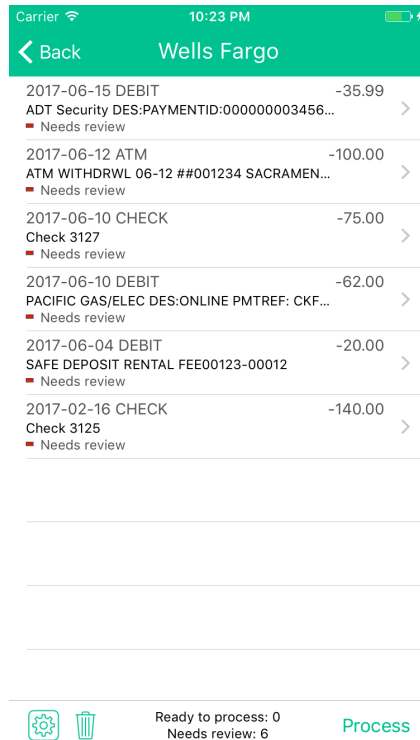 Carrier 10:23 PM
Back Wells Fargo
2017-06-15 DEBIT -35.99
ADT Security DES:PAYMENTID:000000003456...
Needs review
2017-06-12 ATM -100.00
ATM WITHDRWL 06-12 ##001234 SACRAMEN...
Needs review
2017-06-10 CHECK -75.00
Check 3127
Needs review
2017-06-10 DEBIT -62.00
PACIFIC GAS/ELEC DES:ONLINE PMTREF: CKF...
Needs review
2017-06-04 DEBIT -20.00
SAFE DEPOSIT RENTAL FEE00123-00012
Needs review
2017-02-16 CHECK -140.00
Check 3125
Needs review
Ready to process: 0
Needs review: 6
Process